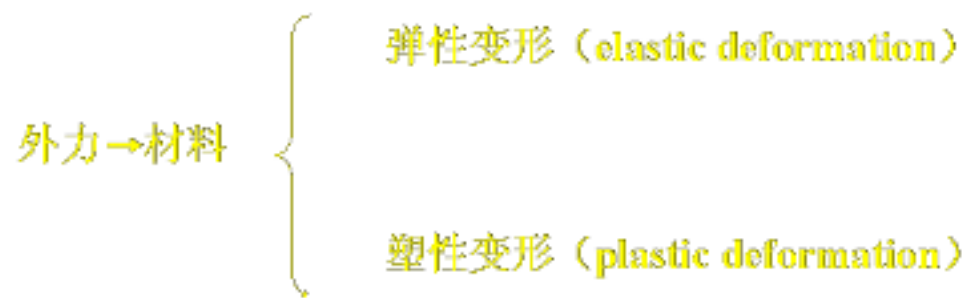 弹性变形（elastic deformation）
外力→材料
塑性变形（plastic deformation）